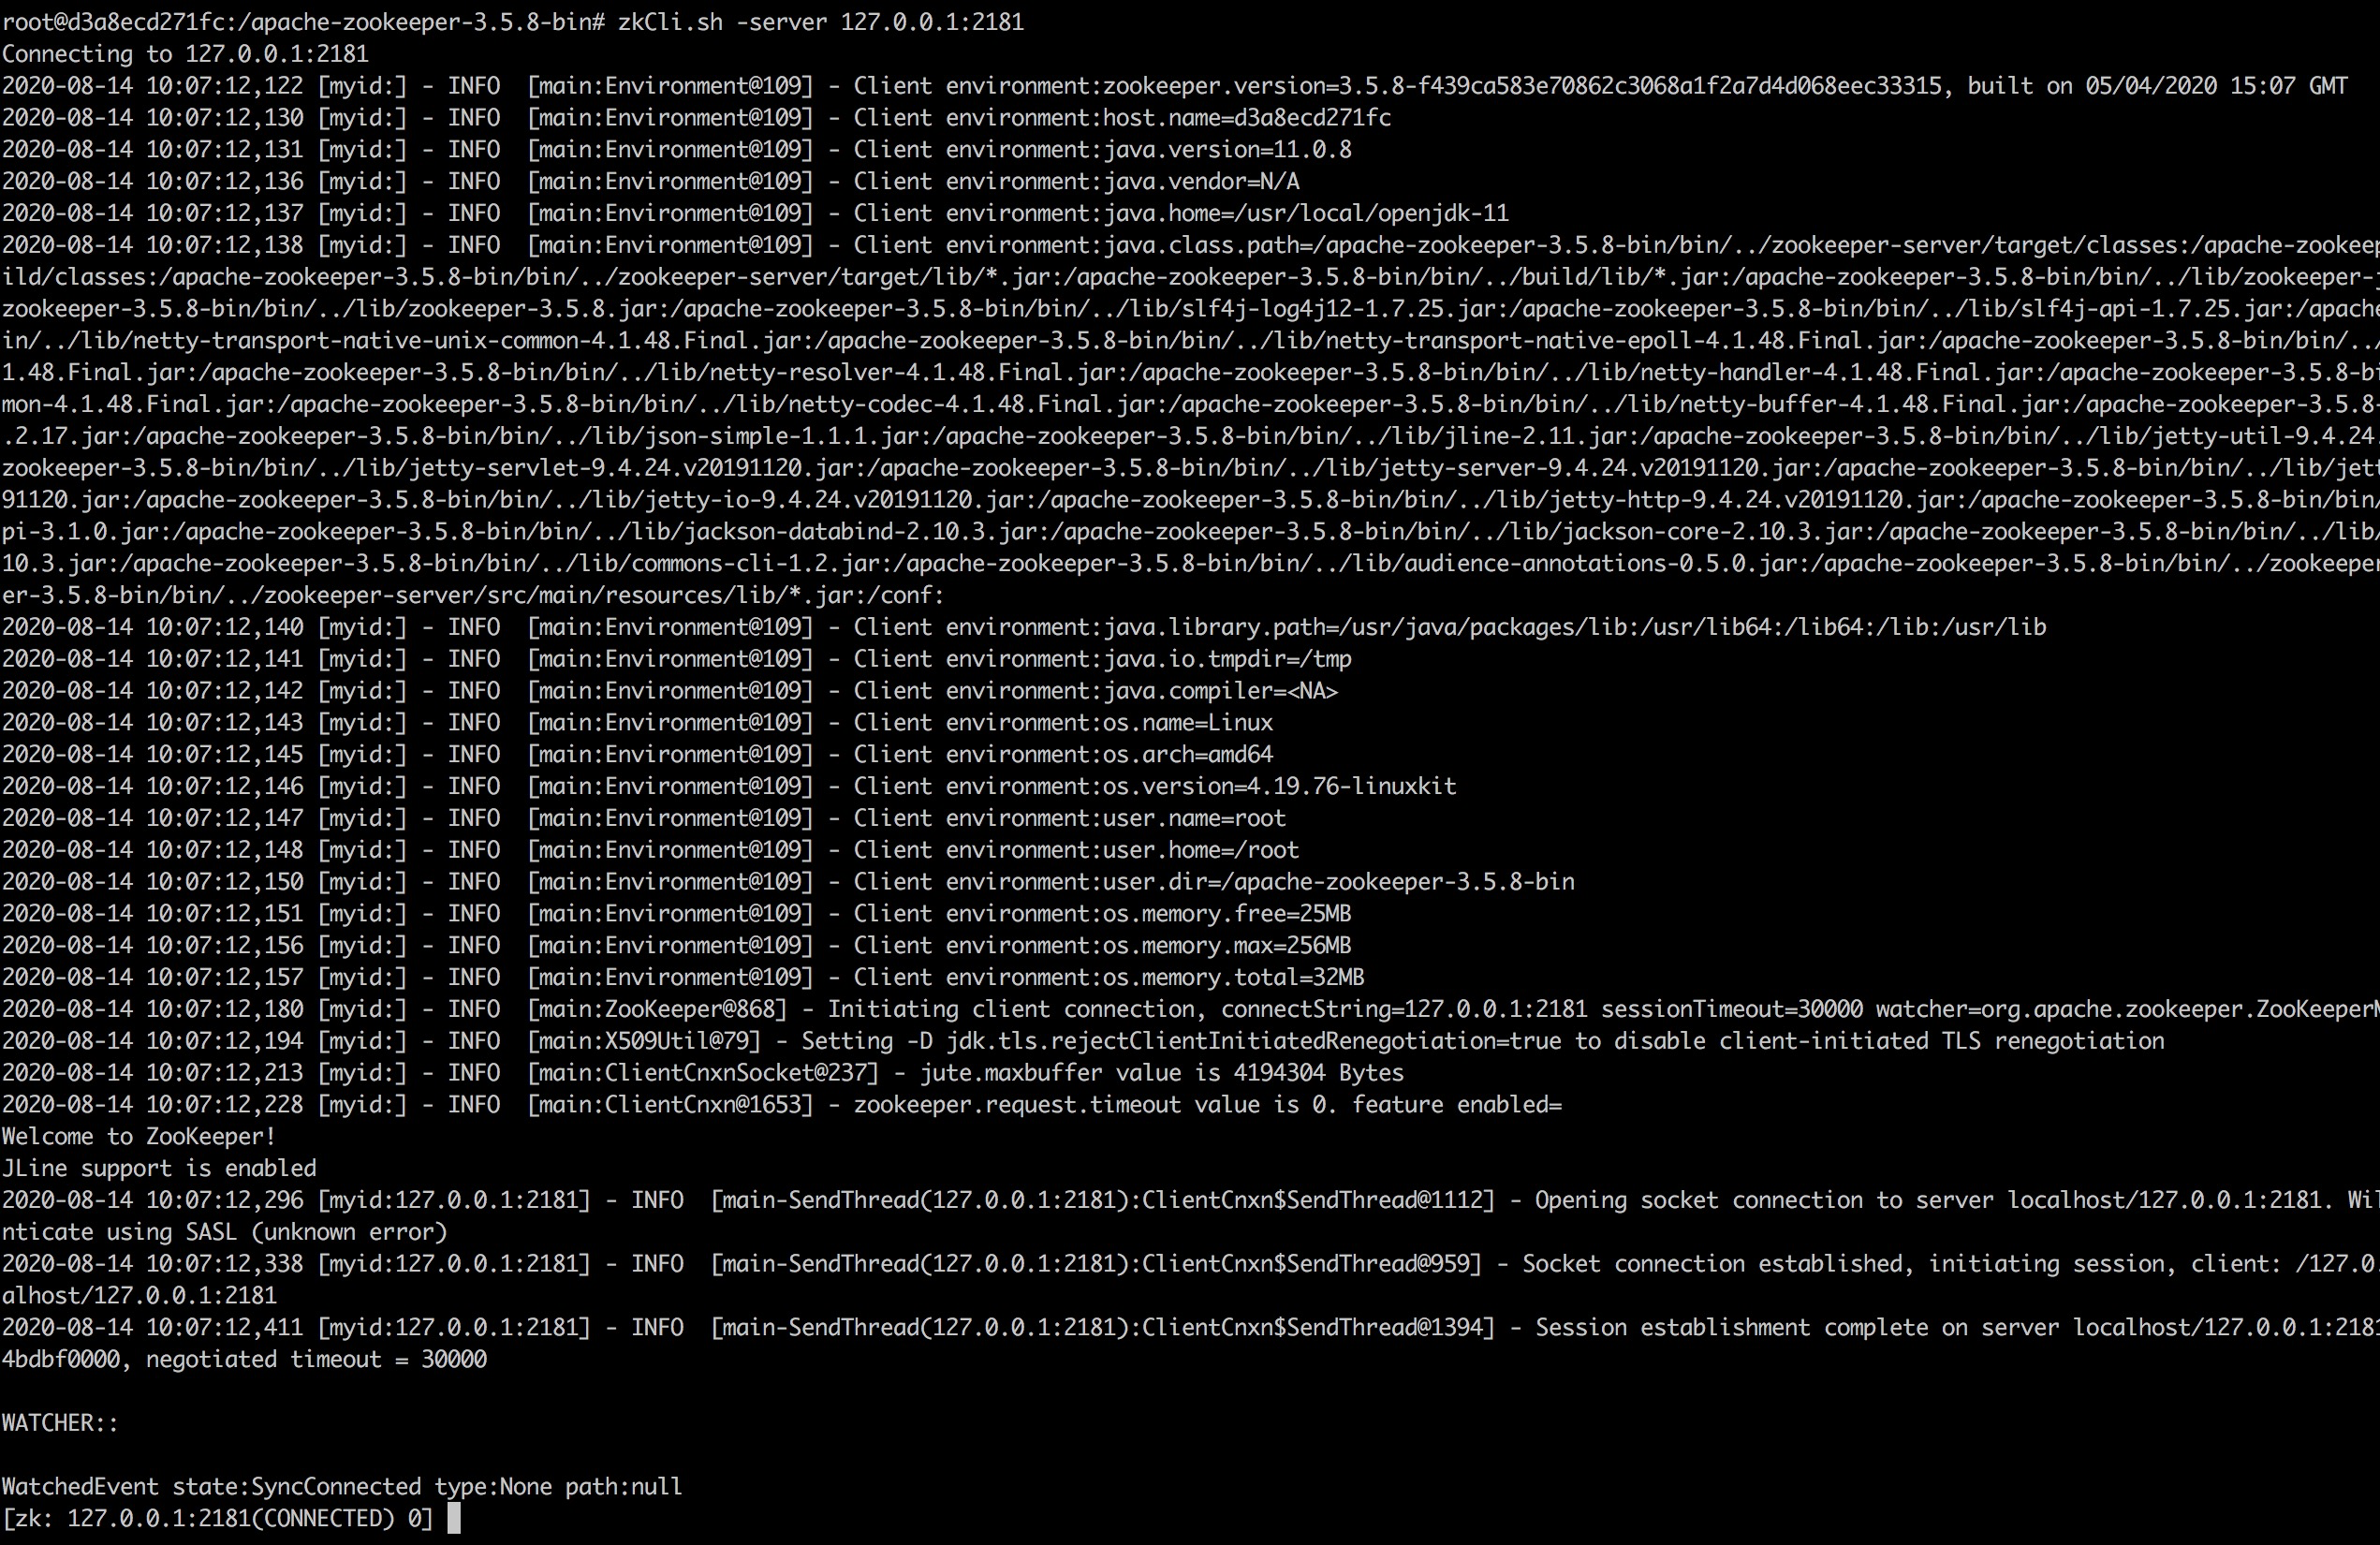 root@d3a8ecd271fc:/apache-zookeeper-3.5.8-bin# zkCli.sh -server 127.0.0.1:2181
Connecting to 127.0.0.1:2181
2020-08-14 10:07:12,122 [myid:] - INFO  [main:Environment@109] - Client environment:zookeeper.version=3.5.8-f439ca583e70862c3068a1f2a7d4d068eec33315, built on 05/04/2020 15:07 GMT
2020-08-14 10:07:12,130 [myid:] - INFO  [main:Environment@109] - Client environment:host.name=d3a8ecd271fc
2020-08-14 10:07:12,131 [myid:] - INFO  [main:Environment@109] - Client environment:java.version=11.0.8
2020-08-14 10:07:12,136 [myid:] - INFO  [main:Environment@109] - Client environment:java.vendor=N/A
2020-08-14 10:07:12,137 [myid:] - INFO  [main:Environment@109] - Client environment:java.home=/usr/local/openjdk-11
2020-08-14 10:07:12,138 [myid:] - INFO  [main:Environment@109] - Client environment:java.class.path=/apache-zookeeper-3.5.8-bin/bin/../zookeeper-server/target/classes:/apache-zookeep
ild/classes:/apache-zookeeper-3.5.8-bin/bin/../zookeeper-server/target/lib/*.jar:/apache-zookeeper-3.5.8-bin/bin/../build/lib/*.jar:/apache-zookeeper-3.5.8-bin/bin/../lib/zookeeper-j
zookeeper-3.5.8-bin/bin/../lib/zookeeper-3.5.8.jar:/apache-zookeeper-3.5.8-bin/bin/../lib/slf4j-log4j12-1.7.25.jar:/apache-zookeeper-3.5.8-bin/bin/../lib/slf4j-api-1.7.25.jar:/apache
in/../lib/netty-transport-native-unix-common-4.1.48.Final.jar:/apache-zookeeper-3.5.8-bin/bin/../lib/netty-transport-native-epoll-4.1.48.Final.jar:/apache-zookeeper-3.5.8-bin/bin/../
1.48.Final.jar:/apache-zookeeper-3.5.8-bin/bin/../lib/netty-resolver-4.1.48.Final.jar:/apache-zookeeper-3.5.8-bin/bin/../lib/netty-handler-4.1.48.Final.jar:/apache-zookeeper-3.5.8-bi
mon-4.1.48.Final.jar:/apache-zookeeper-3.5.8-bin/bin/../lib/netty-codec-4.1.48.Final.jar:/apache-zookeeper-3.5.8-bin/bin/../lib/netty-buffer-4.1.48.Final.jar:/apache-zookeeper-3.5.8-
.2.17.jar:/apache-zookeeper-3.5.8-bin/bin/../lib/json-simple-1.1.1.jar:/apache-zookeeper-3.5.8-bin/bin/../lib/jline-2.11.jar:/apache-zookeeper-3.5.8-bin/bin/../lib/jetty-util-9.4.24.
zookeeper-3.5.8-bin/bin/../lib/jetty-servlet-9.4.24.v20191120.jar:/apache-zookeeper-3.5.8-bin/bin/../lib/jetty-server-9.4.24.v20191120.jar:/apache-zookeeper-3.5.8-bin/bin/../lib/jett
91120.jar:/apache-zookeeper-3.5.8-bin/bin/../lib/jetty-io-9.4.24.v20191120.jar:/apache-zookeeper-3.5.8-bin/bin/../lib/jetty-http-9.4.24.v20191120.jar:/apache-zookeeper-3.5.8-bin/bin/
pi-3.1.0.jar:/apache-zookeeper-3.5.8-bin/bin/../lib/jackson-databind-2.10.3.jar:/apache-zookeeper-3.5.8-bin/bin/../lib/jackson-core-2.10.3.jar:/apache-zookeeper-3.5.8-bin/bin/../lib/
10.3.jar:/apache-zookeeper-3.5.8-bin/bin/../lib/commons-cli-1.2.jar:/apache-zookeeper-3.5.8-bin/bin/../lib/audience-annotations-0.5.0.jar:/apache-zookeeper-3.5.8-bin/bin/../zookeeper
er-3.5.8-bin/bin/../zookeeper-server/src/main/resources/lib/*.jar:/conf:
2020-08-14 10:07:12,140 [myid:] - INFO  [main:Environment@109] - Client environment:java.library.path=/usr/java/packages/lib:/usr/lib64:/lib64:/lib:/usr/lib
2020-08-14 10:07:12,141 [myid:] - INFO  [main:Environment@109] - Client environment:java.io.tmpdir=/tmp
2020-08-14 10:07:12,142 [myid:] - INFO  [main:Environment@109] - Client environment:java.compiler=<NA>
2020-08-14 10:07:12,143 [myid:] - INFO  [main:Environment@109] - Client environment:os.name=Linux
2020-08-14 10:07:12,145 [myid:] - INFO  [main:Environment@109] - Client environment:os.arch=amd64
2020-08-14 10:07:12,146 [myid:] - INFO  [main:Environment@109] - Client environment:os.version=4.19.76-linuxkit
2020-08-14 10:07:12,147 [myid:] - INFO  [main:Environment@109] - Client environment:user.name=root
2020-08-14 10:07:12,148 [myid:] - INFO  [main:Environment@109] - Client environment:user.home=/root
2020-08-14 10:07:12,150 [myid:] - INFO  [main:Environment@109] - Client environment:user.dir=/apache-zookeeper-3.5.8-bin
2020-08-14 10:07:12,151 [myid:] - INFO  [main:Environment@109] - Client environment:os.memory.free=25MB
2020-08-14 10:07:12,156 [myid:] - INFO  [main:Environment@109] - Client environment:os.memory.max=256MB
2020-08-14 10:07:12,157 [myid:] - INFO  [main:Environment@109] - Client environment:os.memory.total=32MB
2020-08-14 10:07:12,180 [myid:] - INFO  [main:ZooKeeper@868] - Initiating client connection, connectString=127.0.0.1:2181 sessionTimeout=30000 watcher=org.apache.zookeeper.ZooKeeperM
2020-08-14 10:07:12,194 [myid:] - INFO  [main:X509Util@79] - Setting -D jdk.tls.rejectClientInitiatedRenegotiation=true to disable client-initiated TLS renegotiation
2020-08-14 10:07:12,213 [myid:] - INFO  [main:ClientCnxnSocket@237] - jute.maxbuffer value is 4194304 Bytes
2020-08-14 10:07:12,228 [myid:] - INFO  [main:ClientCnxn@1653] - zookeeper.request.timeout value is 0. feature enabled=
Welcome to ZooKeeper!
JLine support is enabled
2020-08-14 10:07:12,296 [myid:127.0.0.1:2181] - INFO  [main-SendThread(127.0.0.1:2181):ClientCnxn$SendThread@1112] - Opening socket connection to server localhost/127.0.0.1:2181. Wil
nticate using SASL (unknown error)
2020-08-14 10:07:12,338 [myid:127.0.0.1:2181] - INFO  [main-SendThread(127.0.0.1:2181):ClientCnxn$SendThread@959] - Socket connection established, initiating session, client: /127.0.
alhost/127.0.0.1:2181
2020-08-14 10:07:12,411 [myid:127.0.0.1:2181] - INFO  [main-SendThread(127.0.0.1:2181):ClientCnxn$SendThread@1394] - Session establishment complete on server localhost/127.0.0.1:2181
4bdbf0000, negotiated timeout = 30000
WATCHER::
WatchedEvent state:SyncConnected type:None path:null
[zk: 127.0.0.1:2181(CONNECTED) 0]